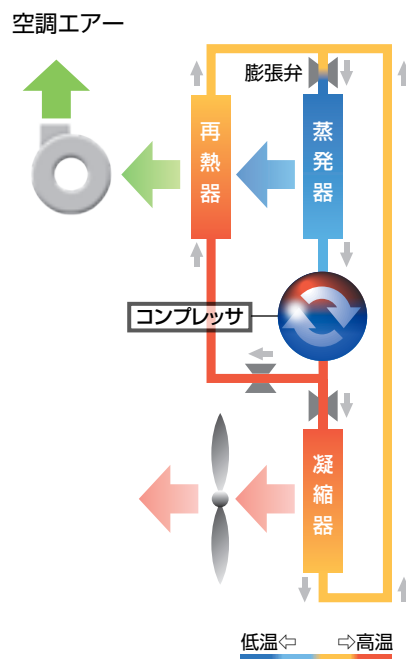 空調エアー
膨張弁
再熱器
蒸発器
コンプレッサ
凝縮器
低温⇦ ⇨高温